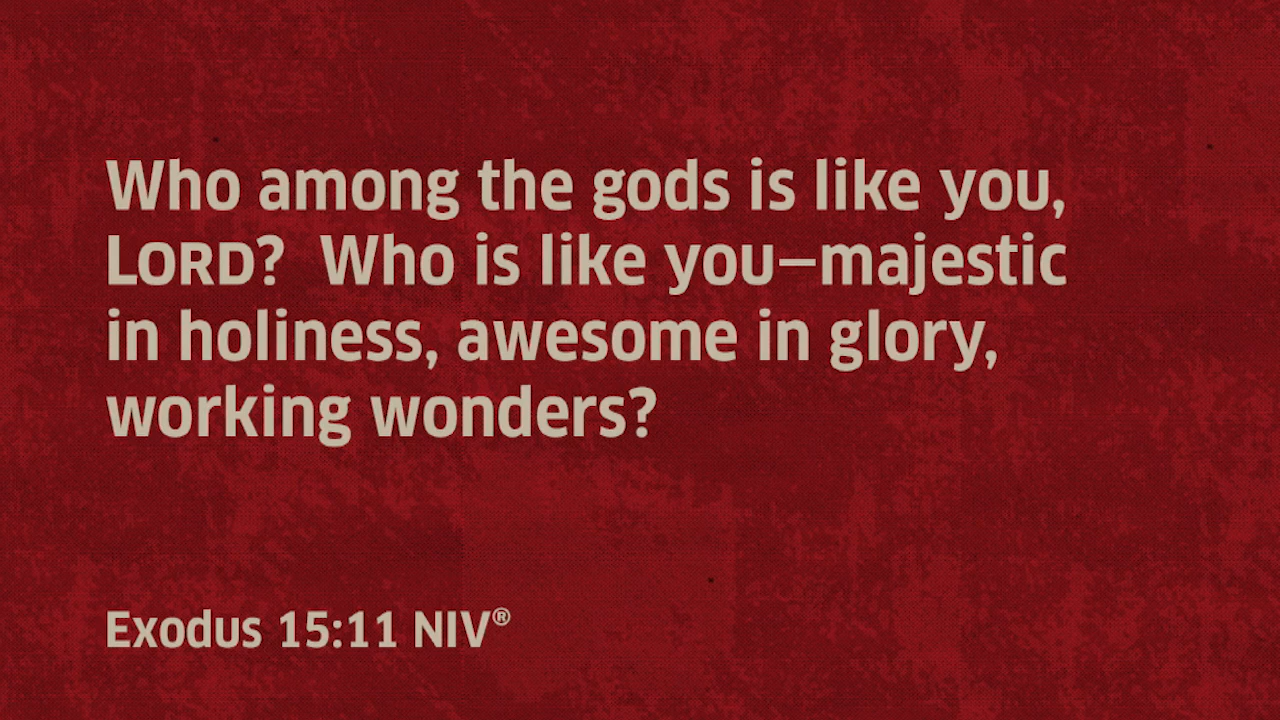 Who among the gods is like you,
LORD?  Who is like you—majestic
in holiness, awesome in glory,
working wonders?
Exodus 15:11 NIV®